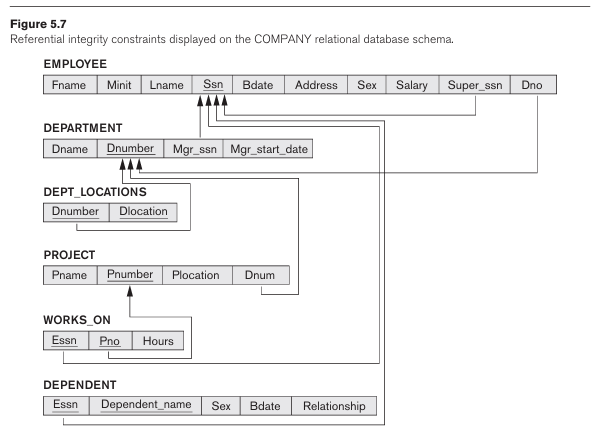 Figure 5.7
Referential integrity constraints displayed on the COMPANY relational database schema.
EMPLOYEE
Fname Minit Lname Ssn Bdate Address Sex Salary Super_ssn Dno
DEPARTMENT
Dname Dnumber Mgr_ssn Mgr_start_date
DEPT_LOCATIONS
Dnumber Dlocation
PROJECT
Pname Pnumber Plocation Dnum
WORKS_ON
Essn Pno Hours
DEPENDENT
Essn Dependent_name Sex Bdate Relationship